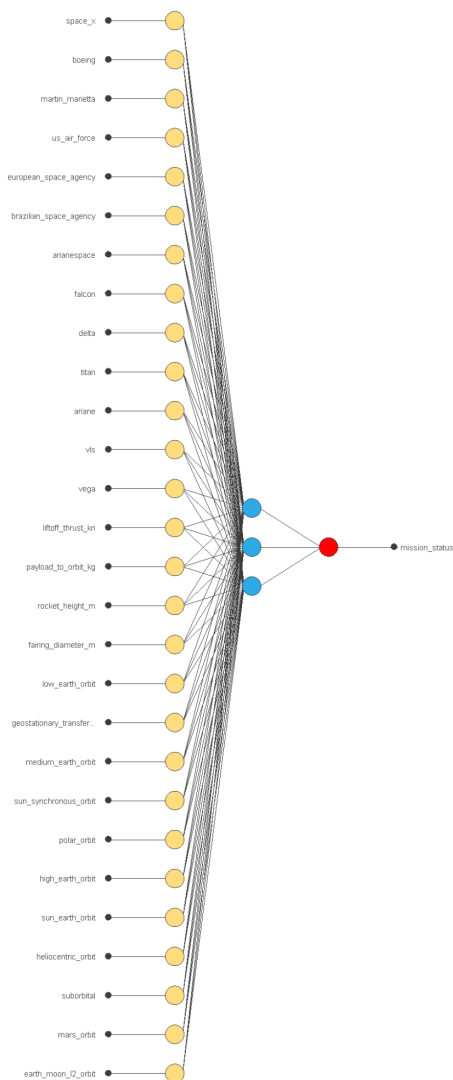 space_x
boeing
martin_marietta
us_air_force
european_space_agency
brazilian_space_agency
arianespace
falcon
delta
titan
ariane
vls
vega
liftoff_thrust_kn
mission_status
payload_to_orbit_kg
rocket_height_m
fairing_diameter_m
low_earth_orbit
geostationary_transfer...
medium_earth_orbit
sun_synchronous_orbit
polar_orbit
high_earth_orbit
sun_earth_orbit
heliocentric_orbit
suborbital
mars_orbit
earth_moon_l2_orbit